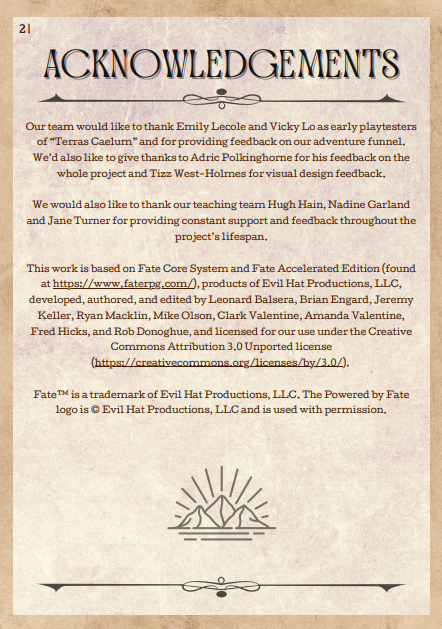 2|
ACKNOWLEDGEMENTS
Our team would like to thank Emily Lecole and Vicky Lo as early playtesters
of “Terras Caelum” and for providing feedback on our adventure funnel.
We’d also like to give thanks to Adric Polkinghorne for his feedback on the
whole project and Tizz West-Holmes for visual design feedback.
We would also like to thank our teaching team Hugh Hain, Nadine Garland
and Jane Turner for providing constant support and feedback throughout the
project’s lifespan.
This work is based on Fate Core System and Fate Accelerated Edition (found
at https://www.faterpg.com/), products of Evil Hat Productions, LLC,
developed, authored, and edited by Leonard Balsera, Brian Engard, Jeremy
Keller, Ryan Macklin, Mike Olson, Clark Valentine, Amanda Valentine,
Fred Hicks, and Rob Donoghue, and licensed for our use under the Creative
Commons Attribution 3.0 Unported license
(https://creativecommons.org/licenses/by/3.0/).
Fate™ is a trademark of Evil Hat Productions, LLC. The Powered by Fate
logo is © Evil Hat Productions, LLC and is used with permission.